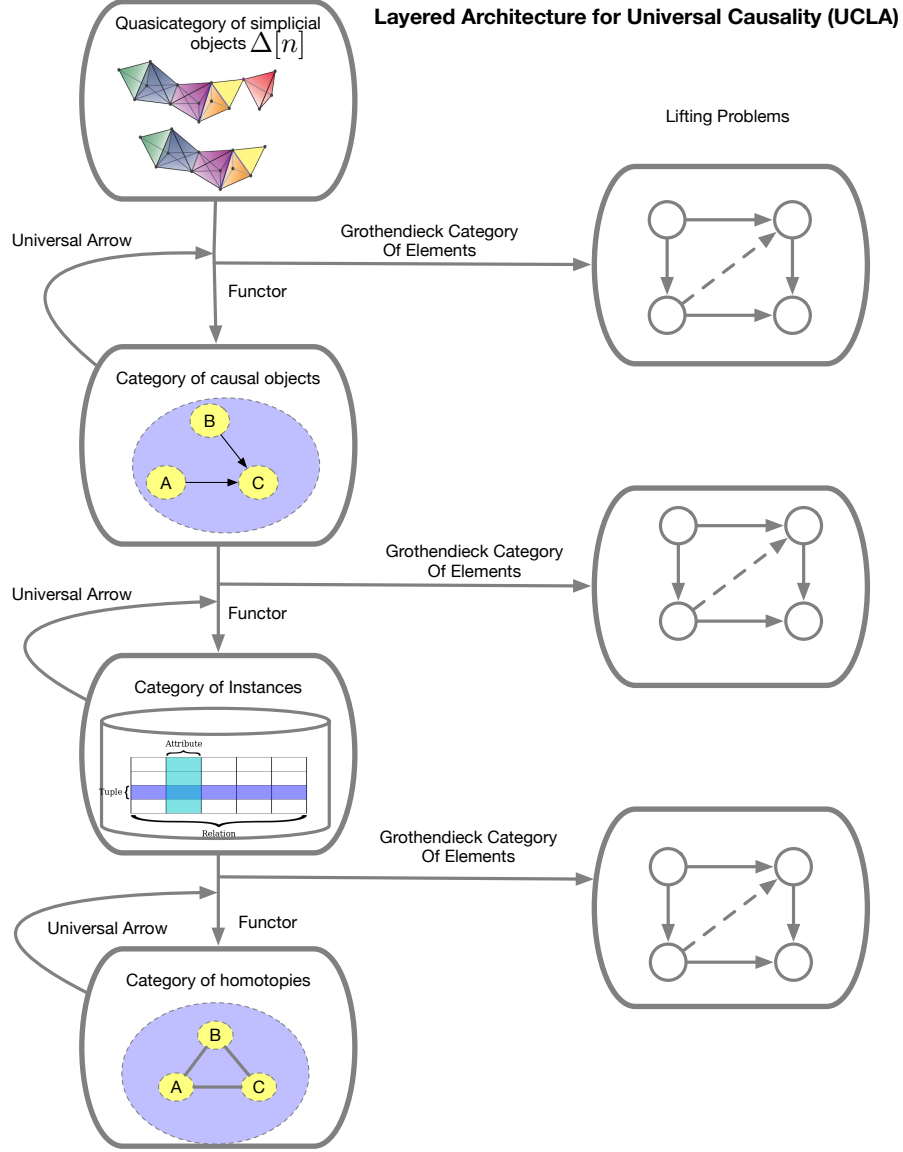 Layered Architecture for Universal Causality (UCLA)
Quasicategory of simplicial
objects Δ[n]
Lifting Problems
Universal Arrow
Grothendieck Category
Of Elements
Functor
Category of causal objects
B
A
C
Grothendieck Category
Of Elements
Universal Arrow
Functor
Category of Instances
Attribute
Tuple
Relation
Grothendieck Category
Of Elements
Universal Arrow
Functor
Category of homotopies
B
A
C